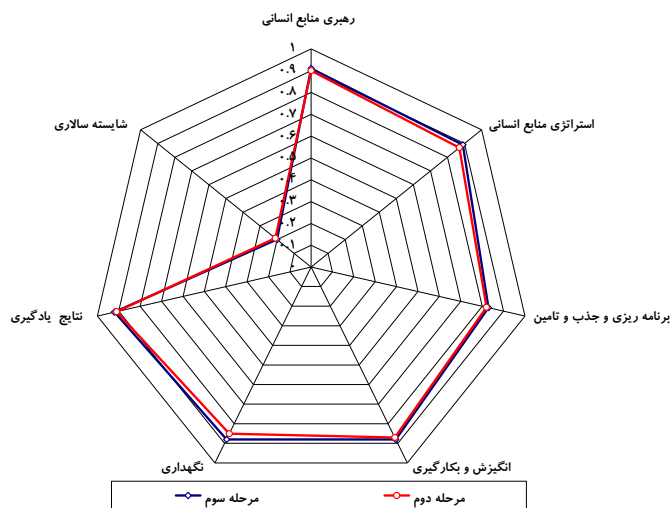 رهبری منابع انسانی
۱
۰.۹
۰.۸
۰.۷
۰.۶
۰.۵
۰.۴
۰.۳
۰.۲
۰.۱
۰
شایسته سالاری
استراتژی منابع انسانی
نتایج یادگیری
برنامه ریزی و جذب و تامین
نگهداری
انگیزش و بکارگیری
مرحله دوم
مرحله سوم